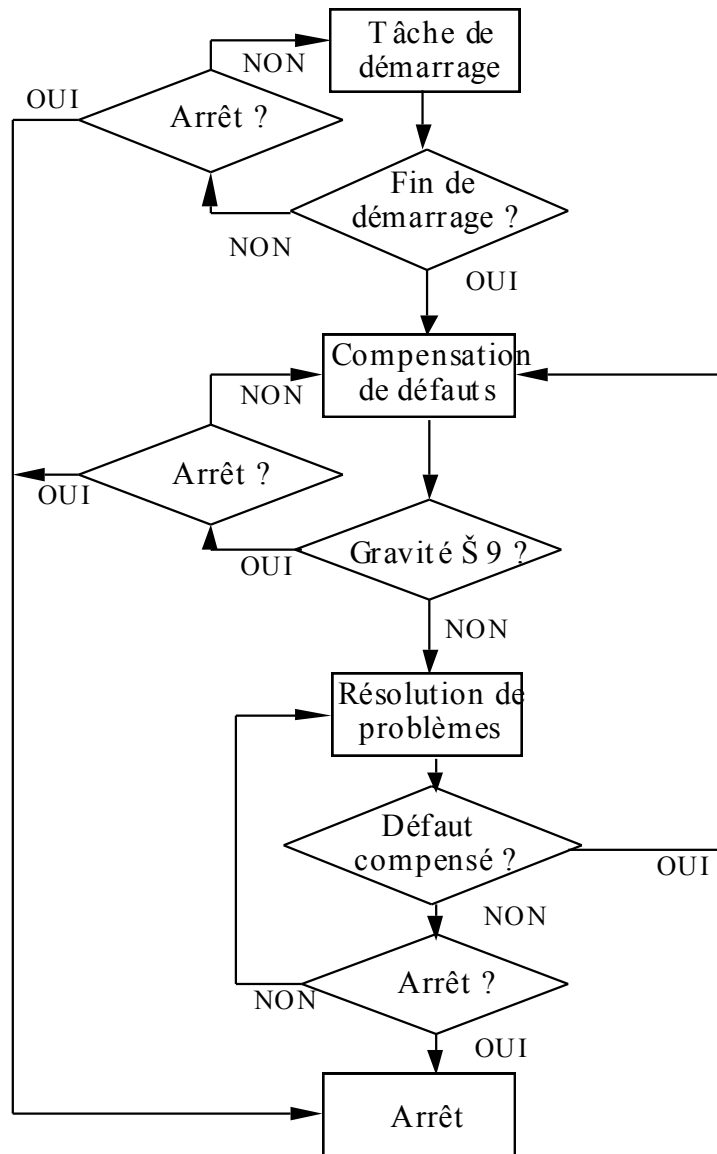 Tâche de
démarrage
NON
OUI
Arrêt ?
Fin de
démarrage ?
NON
OUI
Compensation
de défauts
NON
Arrêt ?
OUI
Gravité Š 9 ?
OUI
NON
Résolution de
problèmes
Défaut
compensé ?
OUI
NON
Arrêt ?
NON
OUI
Arrêt